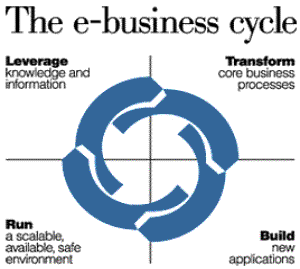 The e-business cycle
Leverage
knowledge and
information
Transform
core business
processes
Run
a scalable,
available, safe
environment
Build
new
applications